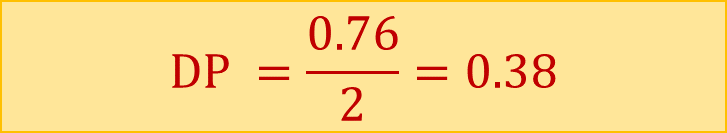 DP = 0.76/2 = 0.38